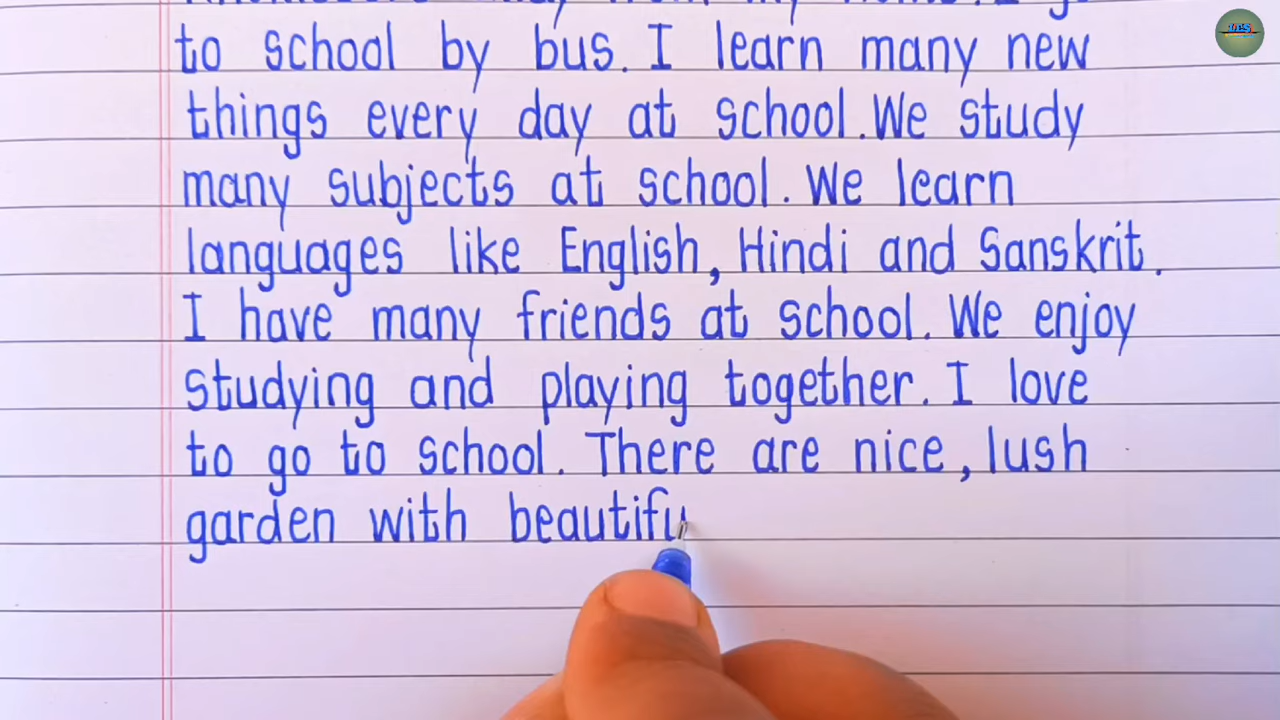 to school by bus. I learn many new
things every day at school. We study
many subjects at school. We learn
languages like English, Hindi and Sanskrit.
I have many friends at school. We enjoy
studying and playing together. I love
to go to school. There are nice, lush
garden with beautifu